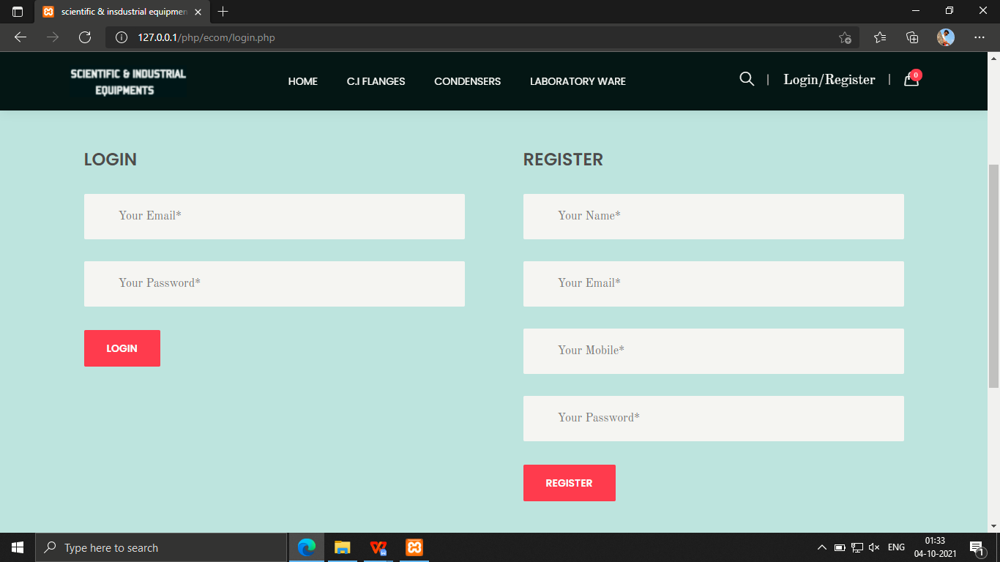 scientific & insdustrial equipmen
127.0.0.1/php/ecom/login.php
SCIENTIFIC & INDUSTRIAL
EQUIPMENTS
HOME
C.I FLANGES
CONDENSERS
LABORATORY WARE
Login/Register
0
LOGIN
Your Email*
Your Password*
LOGIN
REGISTER
Your Name*
Your Email*
Your Mobile*
Your Password*
REGISTER
Type here to search
ENG
01:33
04-10-2021
1